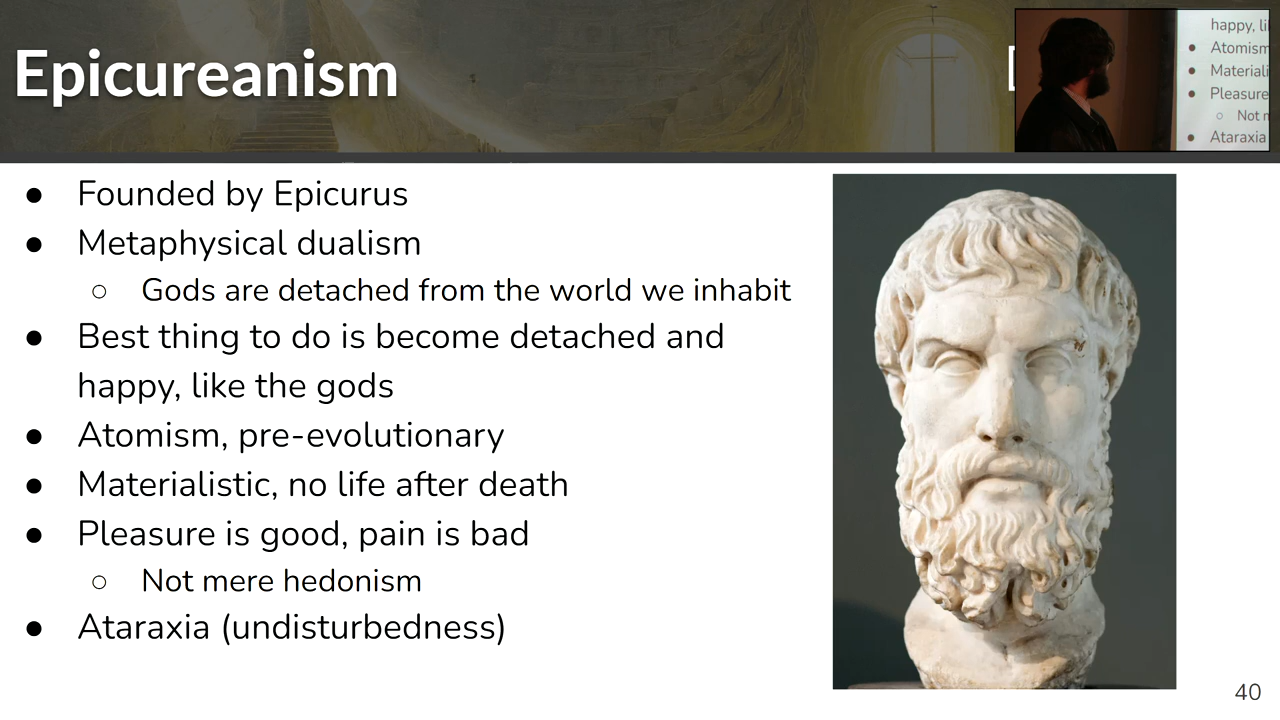 Epicureanism
● Founded by Epicurus
● Metaphysical dualism
○ Gods are detached from the world we inhabit
● Best thing to do is become detached and
happy, like the gods
● Atomism, pre-evolutionary
● Materialistic, no life after death
● Pleasure is good, pain is bad
○ Not mere hedonism
● Ataraxia (undisturbedness)
happy, li
● Atomism
● Materiali
● Pleasure
○ Not
● Ataraxia
40